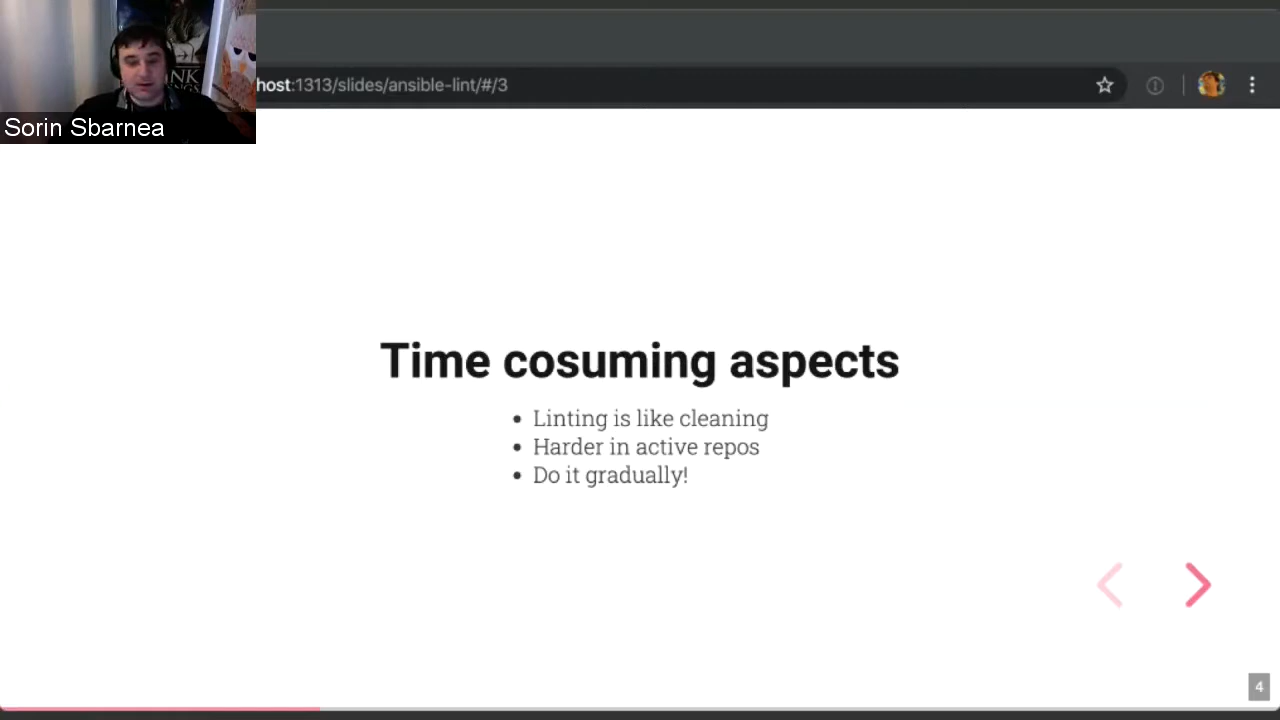 Sorin Sbarnea
host:1313/slides/ansible-lint/#/3
Time cosuming aspects
Linting is like cleaning
Harder in active repos
Do it gradually!
4